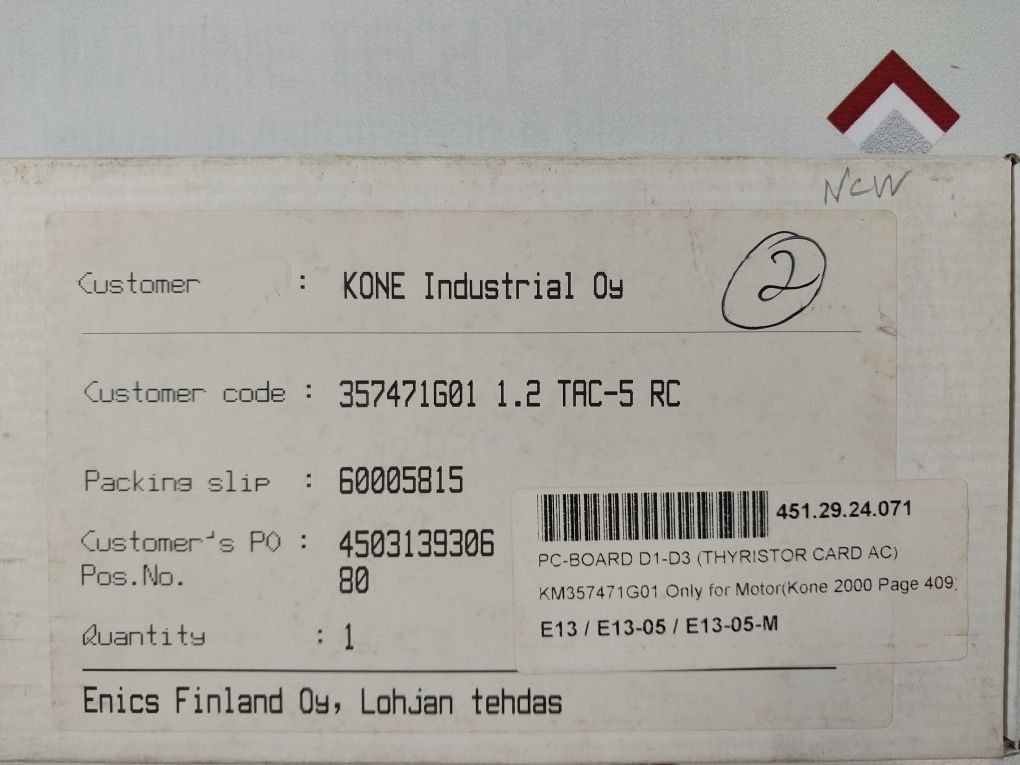 New
Customer : KONE Industrial Oy
2
Customer code : 357471G01 1.2 TAC-5 RC
Packing slip : 60005815
Customer's PO : 4503139306
Pos.No. 80
Quantity : 1
Enics Finland Oy, Lohjan tehdas
451.29.24.071
PC-BOARD D1-D3 (THYRISTOR CARD AC)
KM357471G01 Only for Motor(Kone 2000 Page 409
E13 / E13-05 / E13-05-M